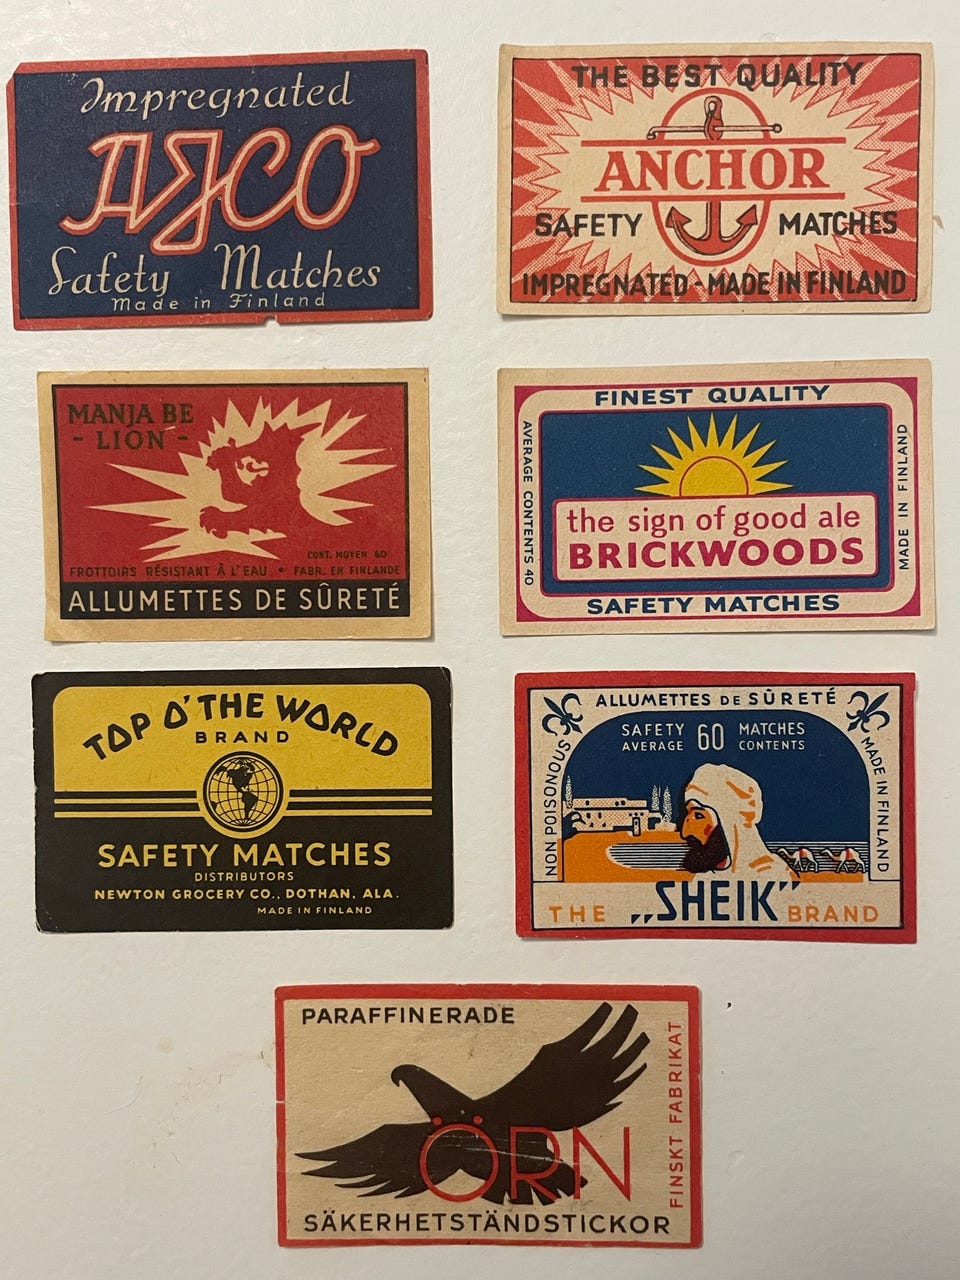 Impregnated
AJCO
Safety Matches
Made in Finland
THE BEST QUALITY
ANCHOR
SAFETY MATCHES
IMPREGNATED - MADE IN FINLAND
MANJA BE
- LION -
CONT. MOYEN 60
FROTTOIRS RÉSISTANT À L'EAU • FABR. EN FINLANDE
ALLUMETTES DE SÛRETÉ
FINEST QUALITY
AVERAGE CONTENTS 40
the sign of good ale
BRICKWOODS
MADE IN FINLAND
SAFETY MATCHES
TOP O' THE WORLD
BRAND
SAFETY MATCHES
DISTRIBUTORS
NEWTON GROCERY CO., DOTHAN, ALA.
MADE IN FINLAND
ALLUMETTES DE SÛRETÉ
SAFETY 60 MATCHES
AVERAGE CONTENTS
NON POISONOUS
MADE IN FINLAND
THE „SHEIK" BRAND
PARAFFINERADE
ÖRN
FINSKT FABRIKAT
SÄKERHETSTÄNDSTICKOR